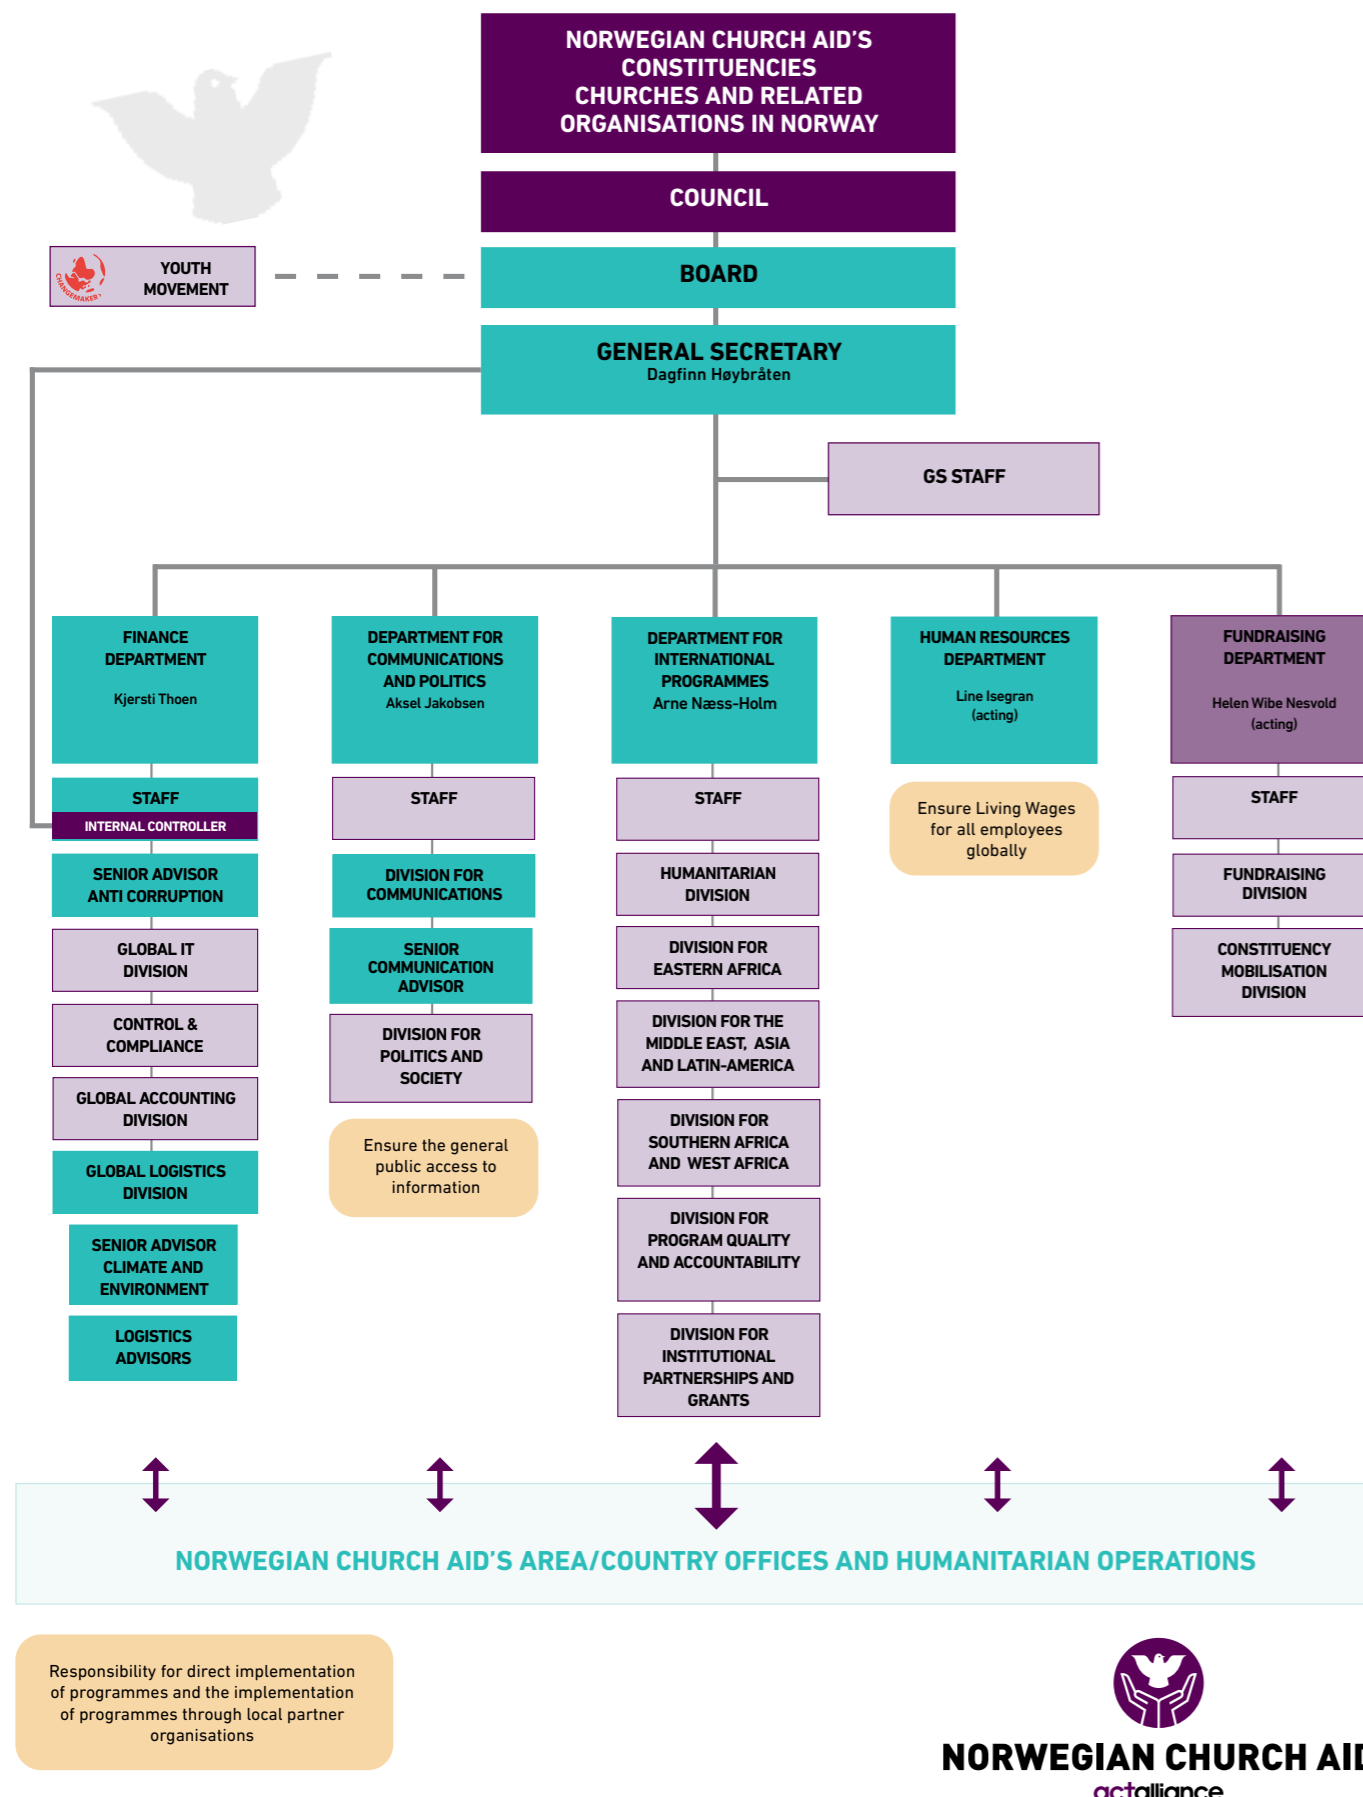 NORWEGIAN CHURCH AID'S
CONSTITUENCIES
CHURCHES AND RELATED
ORGANISATIONS IN NORWAY
COUNCIL
CHANGEMAKER
YOUTH
MOVEMENT
BOARD
GENERAL SECRETARY
Dagfinn Høybråten
GS STAFF
FINANCE
DEPARTMENT
Kjersti Thoen
STAFF
INTERNAL CONTROLLER
SENIOR ADVISOR
ANTI CORRUPTION
GLOBAL IT
DIVISION
CONTROL &
COMPLIANCE
GLOBAL ACCOUNTING
DIVISION
GLOBAL LOGISTICS
DIVISION
SENIOR ADVISOR
CLIMATE AND
ENVIRONMENT
LOGISTICS
ADVISORS
DEPARTMENT FOR
COMMUNICATIONS
AND POLITICS
Aksel Jakobsen
STAFF
DIVISION FOR
COMMUNICATIONS
SENIOR
COMMUNICATION
ADVISOR
DIVISION FOR
POLITICS AND
SOCIETY
Ensure the general
public access to
information
DEPARTMENT FOR
INTERNATIONAL
PROGRAMMES
Arne Næss-Holm
STAFF
HUMANITARIAN
DIVISION
DIVISION FOR
EASTERN AFRICA
DIVISION FOR THE
MIDDLE EAST, ASIA
AND LATIN-AMERICA
DIVISION FOR
SOUTHERN AFRICA
AND WEST AFRICA
DIVISION FOR
PROGRAM QUALITY
AND ACCOUNTABILITY
DIVISION FOR
INSTITUTIONAL
PARTNERSHIPS AND
GRANTS
HUMAN RESOURCES
DEPARTMENT
Line Isegran
(acting)
Ensure Living Wages
for all employees
globally
FUNDRAISING
DEPARTMENT
Helen Wibe Nesvold
(acting)
STAFF
FUNDRAISING
DIVISION
CONSTITUENCY
MOBILISATION
DIVISION
NORWEGIAN CHURCH AID'S AREA/COUNTRY OFFICES AND HUMANITARIAN OPERATIONS
Responsibility for direct implementation
of programmes and the implementation
of programmes through local partner
organisations
NORWEGIAN CHURCH AID
actalliance